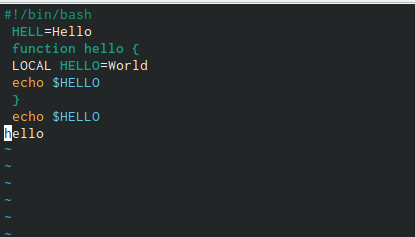 #!/bin/bash
HELL=Hello
function hello {
LOCAL HELLO=World
echo $HELLO
}
echo $HELLO
hello
~
~
~
~
~
~